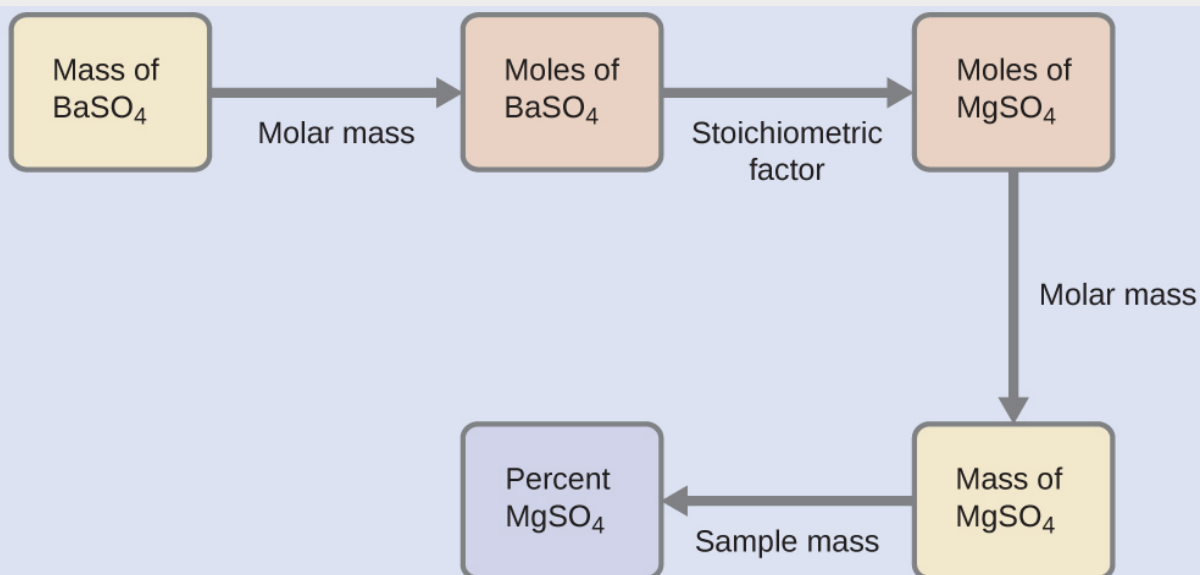 Mass of
BaSO₄
Molar mass
Moles of
BaSO₄
Stoichiometric
factor
Moles of
MgSO₄
Molar mass
Mass of
MgSO₄
Sample mass
Percent
MgSO₄